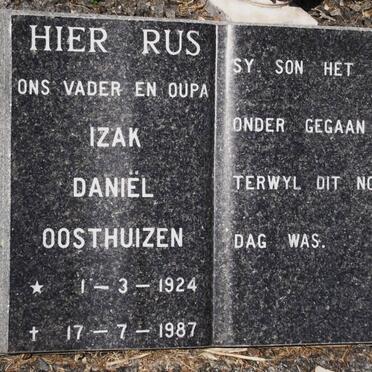 HIER RUS
ONS VADER EN OUPA
IZAK
DANIËL
OOSTHUIZEN
★ 1–3–1924
† 17–7–1987
SY SON HET
ONDER GEGAAN
TERWYL DIT
DAG WAS.